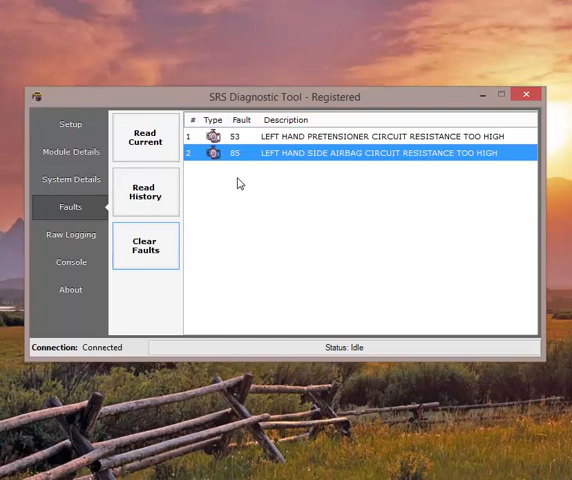 SRS Diagnostic Tool - Registered
Setup
Module Details
System Details
Faults
Raw Logging
Console
About
Read
Current
Read
History
Clear
Faults
# Type Fault Description
1 53 LEFT HAND PRETENSIONER CIRCUIT RESISTANCE TOO HIGH
2 85 LEFT HAND SIDE AIRBAG CIRCUIT RESISTANCE TOO HIGH
Connection: Connected
Status: Idle